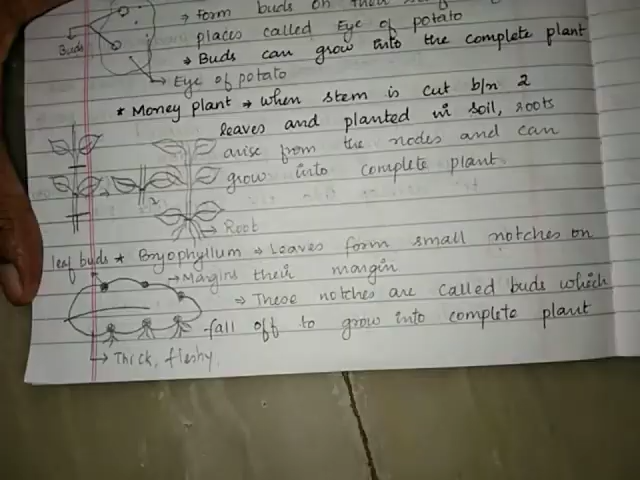 → form buds on their
places called Eye of potato
Buds
→ Buds can grow into the complete plant
→ Eye of potato
* Money plant → when stem is cut b/n 2
leaves and planted in soil, roots
arise from the nodes and can
grow into complete plant.
→ Root
leaf buds * Bryophyllum → Leaves form small notches on
→ Margins their margin
→ These notches are called buds which
fall off to grow into complete plant
→ Thick, fleshy.